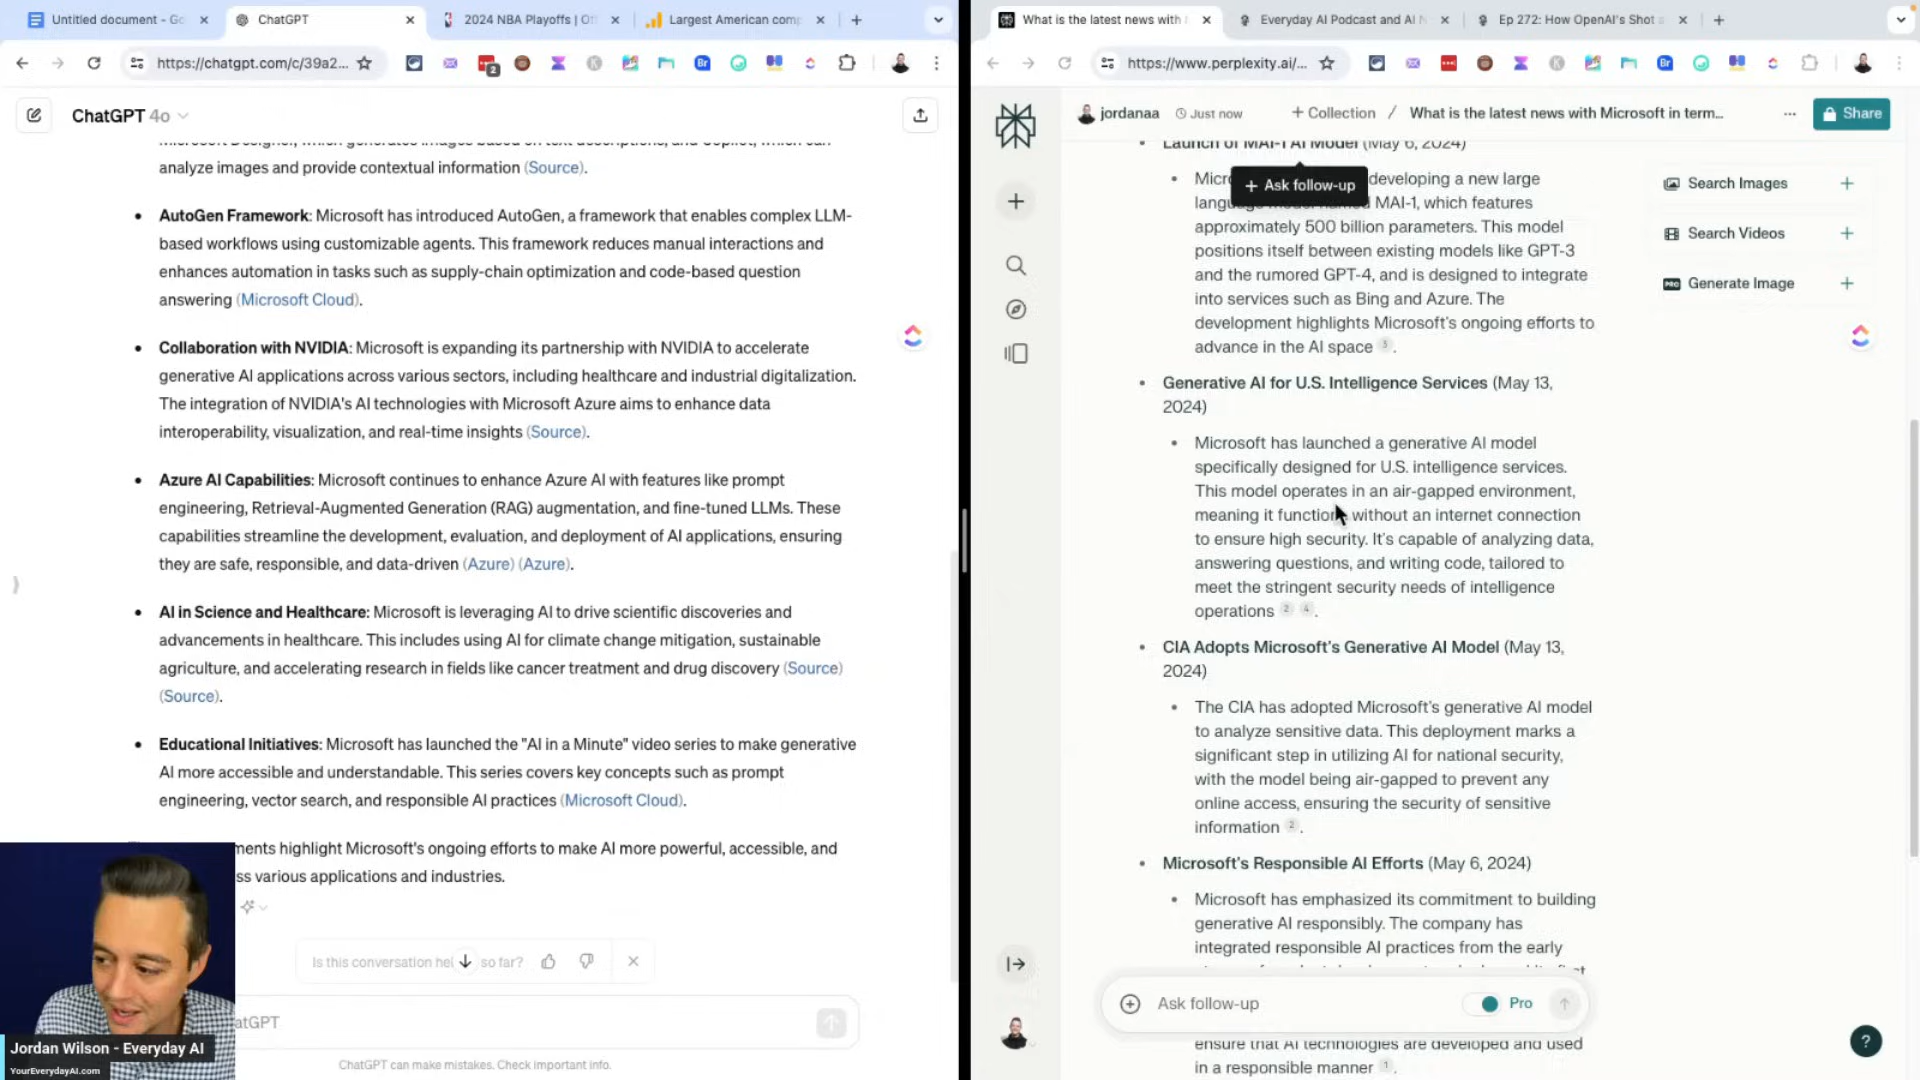 Untitled document - Go
ChatGPT
2024 NBA Playoffs | Of
Largest American comp
https://chatgpt.com/c/39a2...
2
ChatGPT 4o
analyze images and provide contextual information (Source).
AutoGen Framework: Microsoft has introduced AutoGen, a framework that enables complex LLM-
based workflows using customizable agents. This framework reduces manual interactions and
enhances automation in tasks such as supply-chain optimization and code-based question
answering (Microsoft Cloud).
Collaboration with NVIDIA: Microsoft is expanding its partnership with NVIDIA to accelerate
generative AI applications across various sectors, including healthcare and industrial digitalization.
The integration of NVIDIA's AI technologies with Microsoft Azure aims to enhance data
interoperability, visualization, and real-time insights (Source).
Azure AI Capabilities: Microsoft continues to enhance Azure AI with features like prompt
engineering, Retrieval-Augmented Generation (RAG) augmentation, and fine-tuned LLMs. These
capabilities streamline the development, evaluation, and deployment of AI applications, ensuring
they are safe, responsible, and data-driven (Azure) (Azure).
AI in Science and Healthcare: Microsoft is leveraging AI to drive scientific discoveries and
advancements in healthcare. This includes using AI for climate change mitigation, sustainable
agriculture, and accelerating research in fields like cancer treatment and drug discovery (Source)
(Source).
Educational Initiatives: Microsoft has launched the "AI in a Minute" video series to make generative
AI more accessible and understandable. This series covers key concepts such as prompt
engineering, vector search, and responsible AI practices (Microsoft Cloud).
ments highlight Microsoft's ongoing efforts to make AI more powerful, accessible, and
ss various applications and industries.
Is this conversation hel so far?
atGPT
ChatGPT can make mistakes. Check important info.
Jordan Wilson - Everyday AI
YourEverydayAI.com
What is the latest news with
Everyday AI Podcast and AI N
Ep 272: How OpenAI's Shot a
https://www.perplexity.ai/...
Br
jordanaa
Just now
+ Collection / What is the latest news with Microsoft in term...
Share
Launch of MAI-1 AI Model (May 6, 2024)
+ Ask follow-up
Micr developing a new large
language model named MAI-1, which features
approximately 500 billion parameters. This model
positions itself between existing models like GPT-3
and the rumored GPT-4, and is designed to integrate
into services such as Bing and Azure. The
development highlights Microsoft's ongoing efforts to
advance in the AI space 3.
Generative AI for U.S. Intelligence Services (May 13,
2024)
Microsoft has launched a generative AI model
specifically designed for U.S. intelligence services.
This model operates in an air-gapped environment,
meaning it function without an internet connection
to ensure high security. It's capable of analyzing data,
answering questions, and writing code, tailored to
meet the stringent security needs of intelligence
operations 2 4.
CIA Adopts Microsoft's Generative AI Model (May 13,
2024)
The CIA has adopted Microsoft's generative AI model
to analyze sensitive data. This deployment marks a
significant step in utilizing AI for national security,
with the model being air-gapped to prevent any
online access, ensuring the security of sensitive
information 2.
Microsoft's Responsible AI Efforts (May 6, 2024)
Microsoft has emphasized its commitment to building
generative AI responsibly. The company has
integrated responsible AI practices from the early
Ask follow-up
Pro
ensure that AI technologies are developed and used
in a responsible manner 1.
Search Images
Search Videos
PRO Generate Image
?